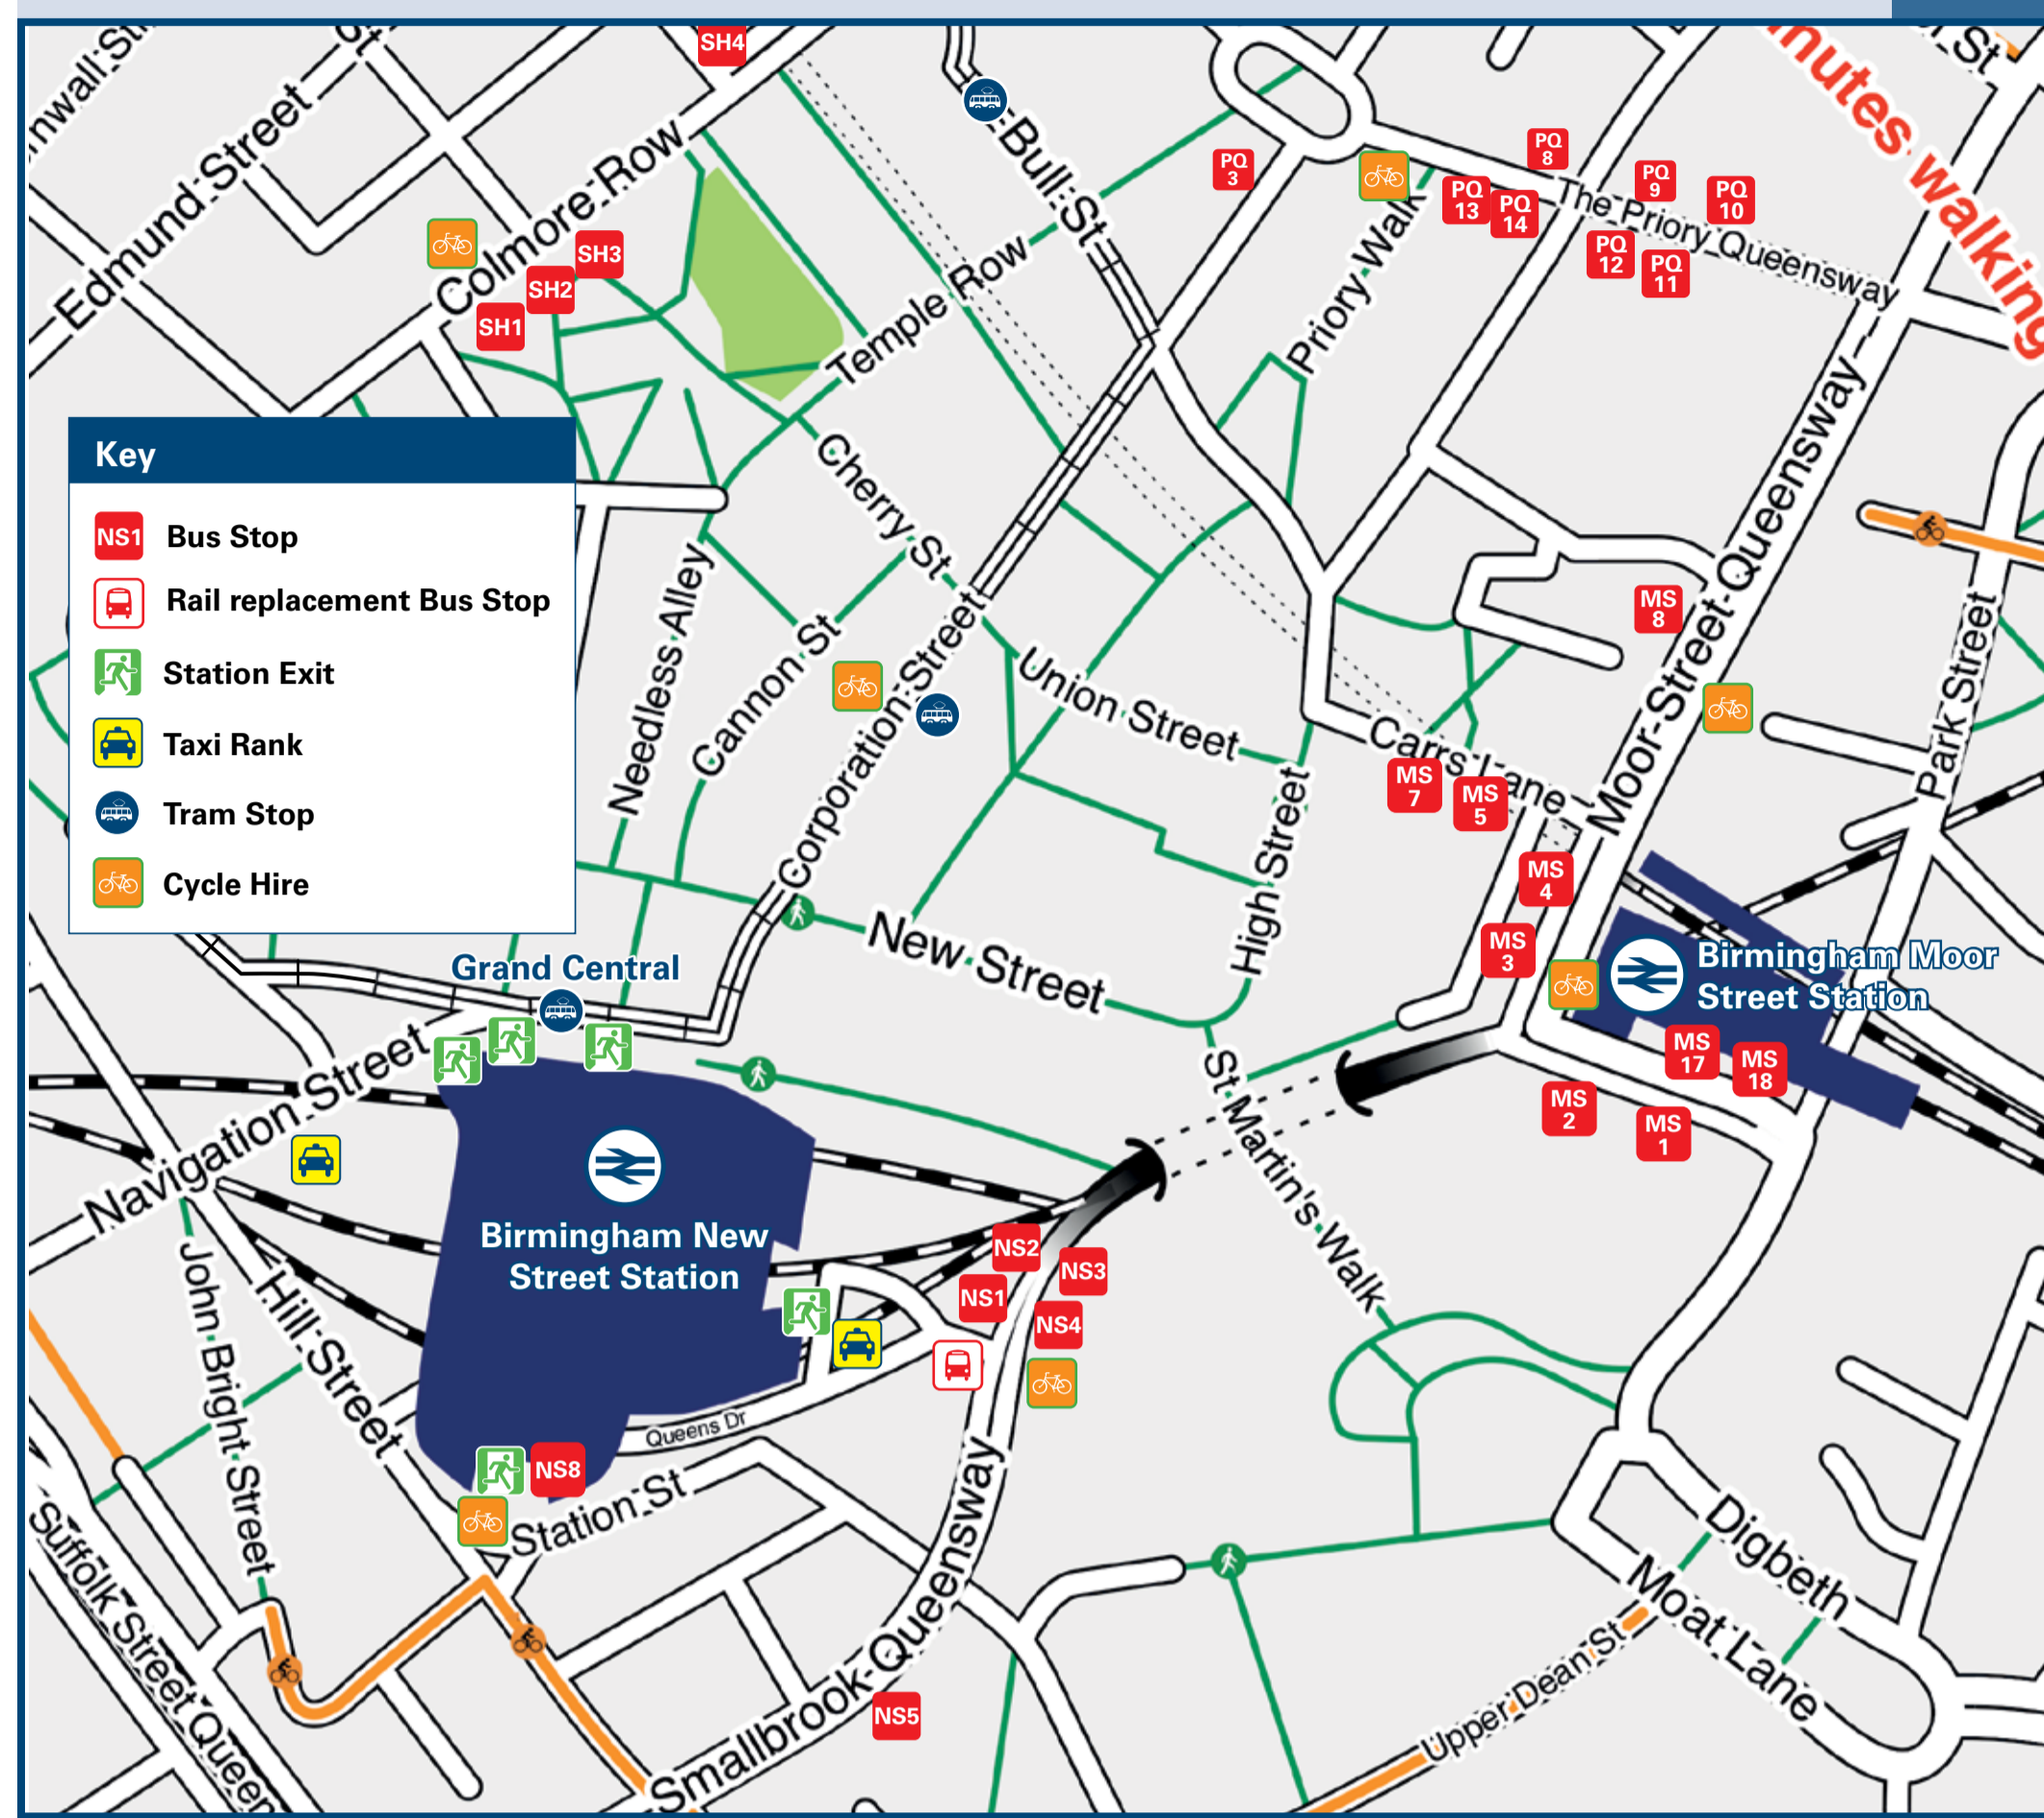 SH4
St
Edmund Street
Colmore Row
SH3
SH2
SH1
Bull St
Temple Row
PQ
3
PQ
8
PQ
13
PQ
14
PQ
9
PQ
10
PQ
12
PQ
11
The Priory Queensway
Priory Walk
walking
St
Key
NS1 Bus Stop
Rail replacement Bus Stop
Station Exit
Taxi Rank
Tram Stop
Cycle Hire
Cherry St
Needless Alley
Cannon St
Corporation Street
Union Street
High Street
New Street
Carrs Lane
Moor Street Queensway
Park Street
MS
8
MS
7
MS
5
MS
4
MS
3
Birmingham Moor
Street Station
MS
17
MS
18
MS
2
MS
1
Grand Central
Navigation Street
Birmingham New
Street Station
St Martin's Walk
NS2
NS3
NS1
NS4
John Bright Street
Hill Street
Queens Dr
NS8
Station St
Suffolk Street Queen
Smallbrook Queensway
NS5
Digbeth
Moat Lane
Upper Dean St